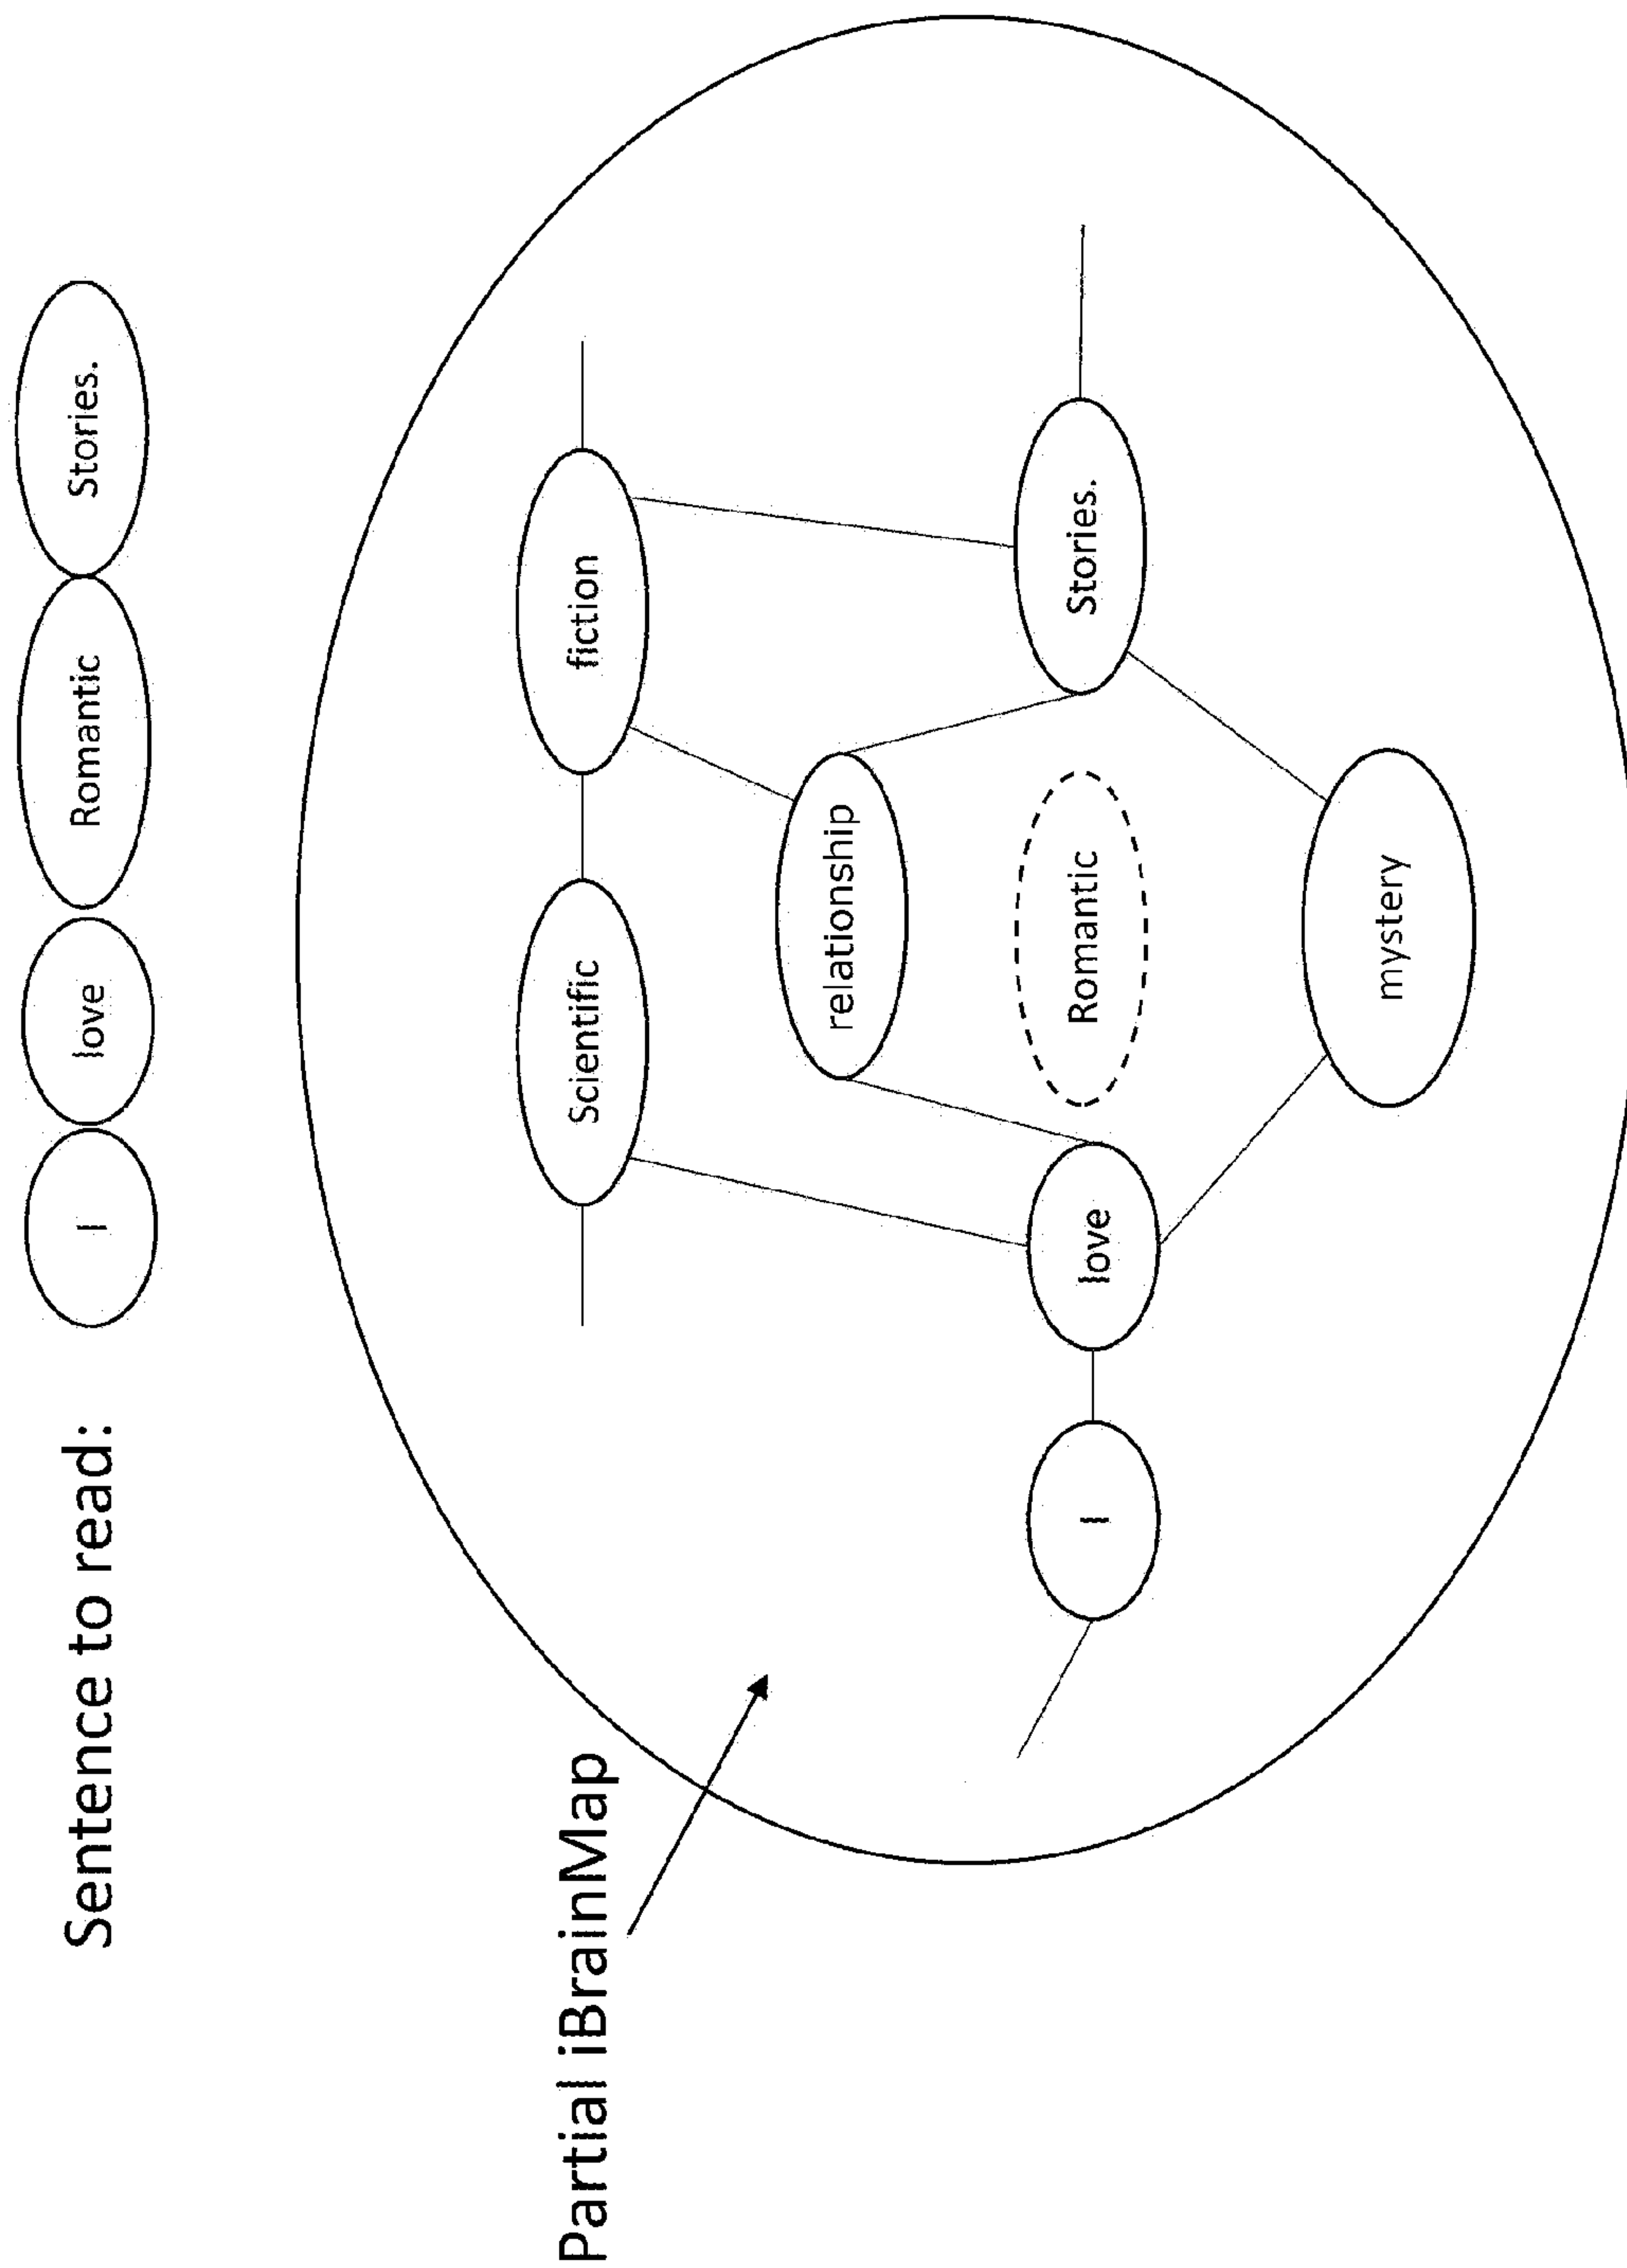 Sentence to read: I love Romantic Stories.
Partial iBrainMap
Scientific fiction
relationship
I love Romantic Stories.
mystery